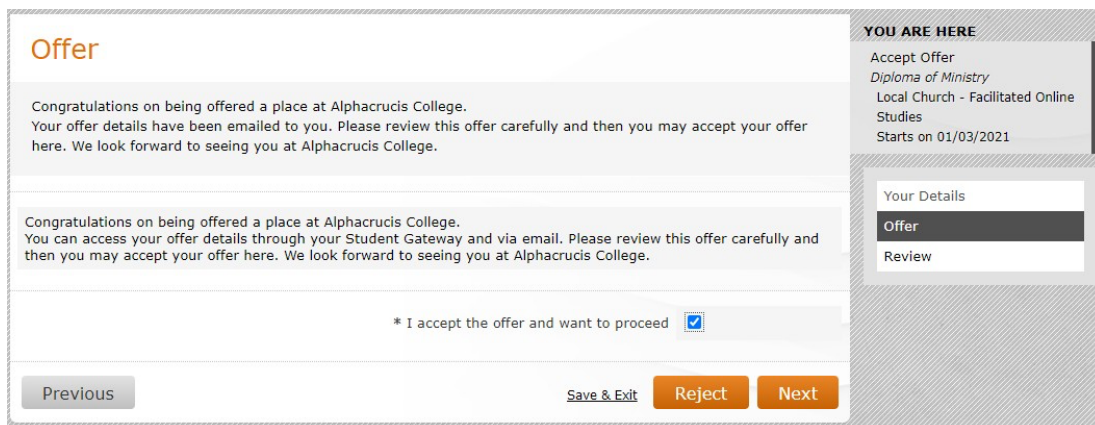 Offer
Congratulations on being offered a place at Alphacrucis College.
Your offer details have been emailed to you. Please review this offer carefully and then you may accept your offer
here. We look forward to seeing you at Alphacrucis College.
Congratulations on being offered a place at Alphacrucis College.
You can access your offer details through your Student Gateway and via email. Please review this offer carefully and
then you may accept your offer here. We look forward to seeing you at Alphacrucis College.
* I accept the offer and want to proceed
Previous
Save & Exit
Reject
Next
YOU ARE HERE
Accept Offer
Diploma of Ministry
Local Church - Facilitated Online
Studies
Starts on 01/03/2021
Your Details
Offer
Review